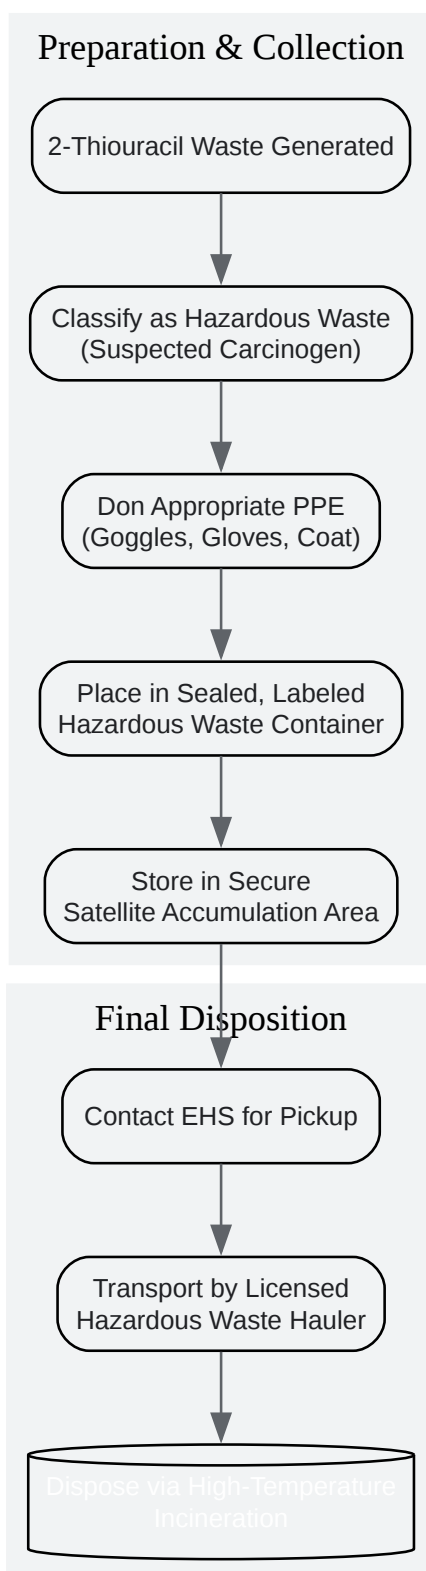 Preparation & Collection
2-Thiouracil Waste Generated
Classify as Hazardous Waste
(Suspected Carcinogen)
Don Appropriate PPE
(Goggles, Gloves, Coat)
Place in Sealed, Labeled
Hazardous Waste Container
Store in Secure
Satellite Accumulation Area
Final Disposition
Contact EHS for Pickup
Transport by Licensed
Hazardous Waste Hauler
Dispose via High-Temperature
Incineration